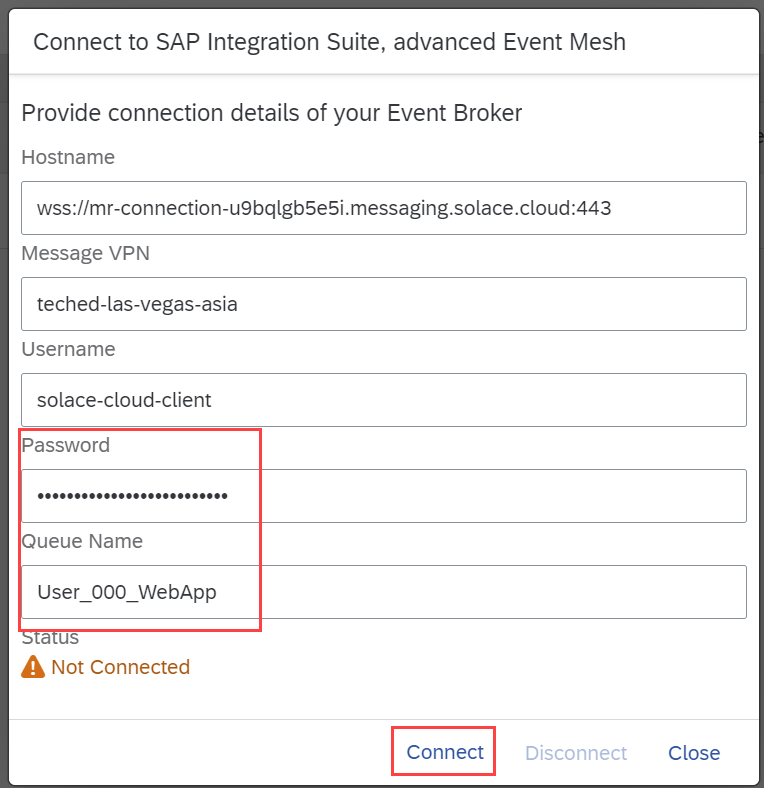 Connect to SAP Integration Suite, advanced Event Mesh
Provide connection details of your Event Broker
Hostname
wss://mr-connection-u9bqlgb5e5i.messaging.solace.cloud:443
Message VPN
teched-las-vegas-asia
Username
solace-cloud-client
Password
••••••••••••••••••••••••••
Queue Name
User_000_WebApp
Status
Not Connected
Connect Disconnect Close